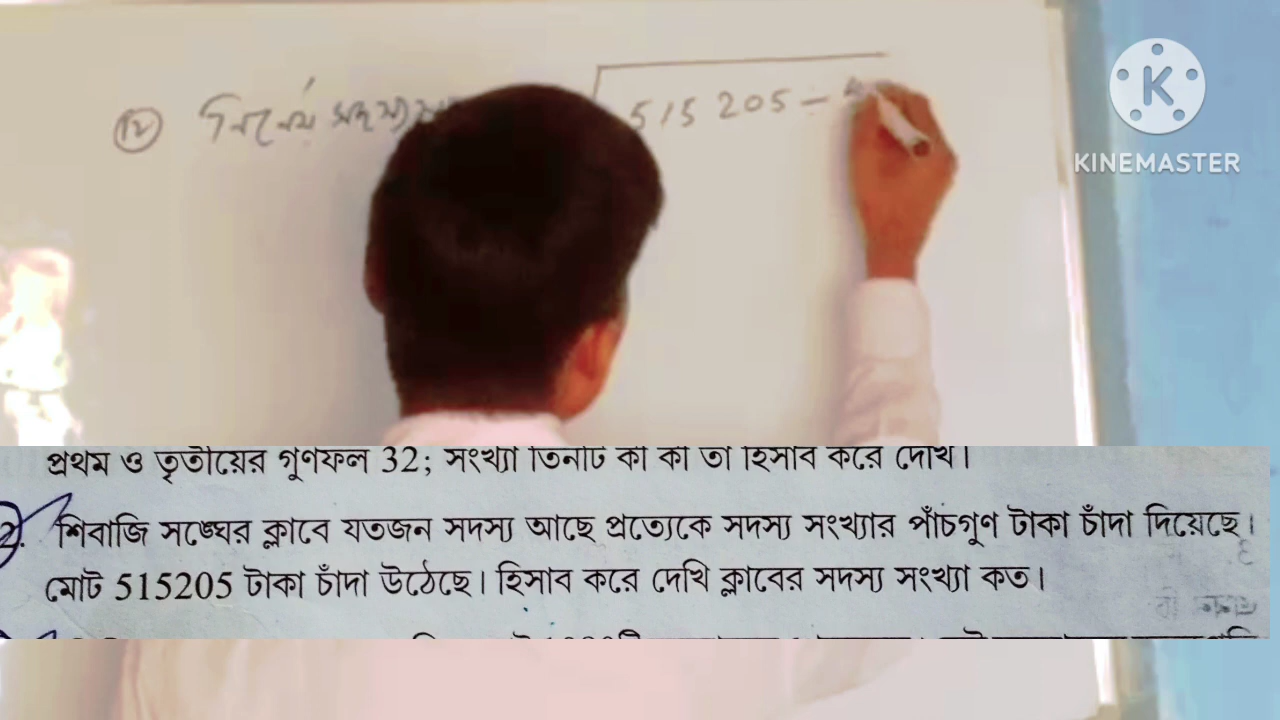 KINEMASTER
515205 –
প্রথম ও তৃতীয়ের গুণফল 32; সংখ্যা তিনটি কী কী তা হিসাব করে দেখি।
শিবাজি সঙ্ঘের ক্লাবে যতজন সদস্য আছে প্রত্যেকে সদস্য সংখ্যার পাঁচগুণ টাকা চাঁদা দিয়েছে।
মোট 515205 টাকা চাঁদা উঠেছে। হিসাব করে দেখি ক্লাবের সদস্য সংখ্যা কত।